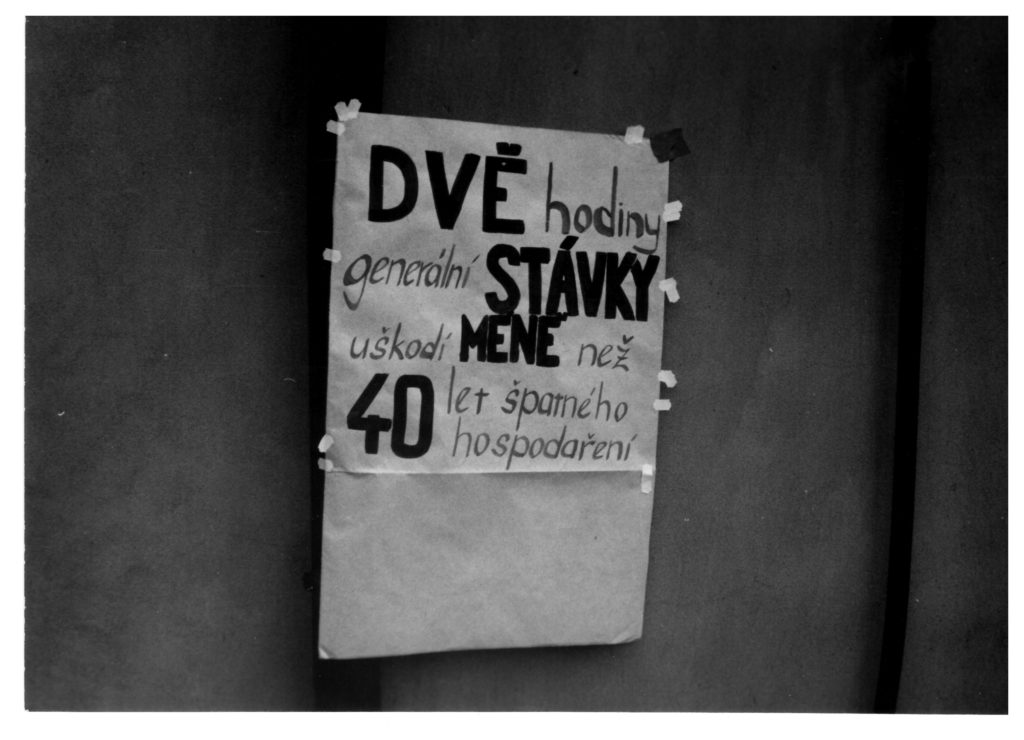 DVĚ hodiny
generální STÁVKY
uškodí MÉNĚ než
40 let špatného
hospodaření